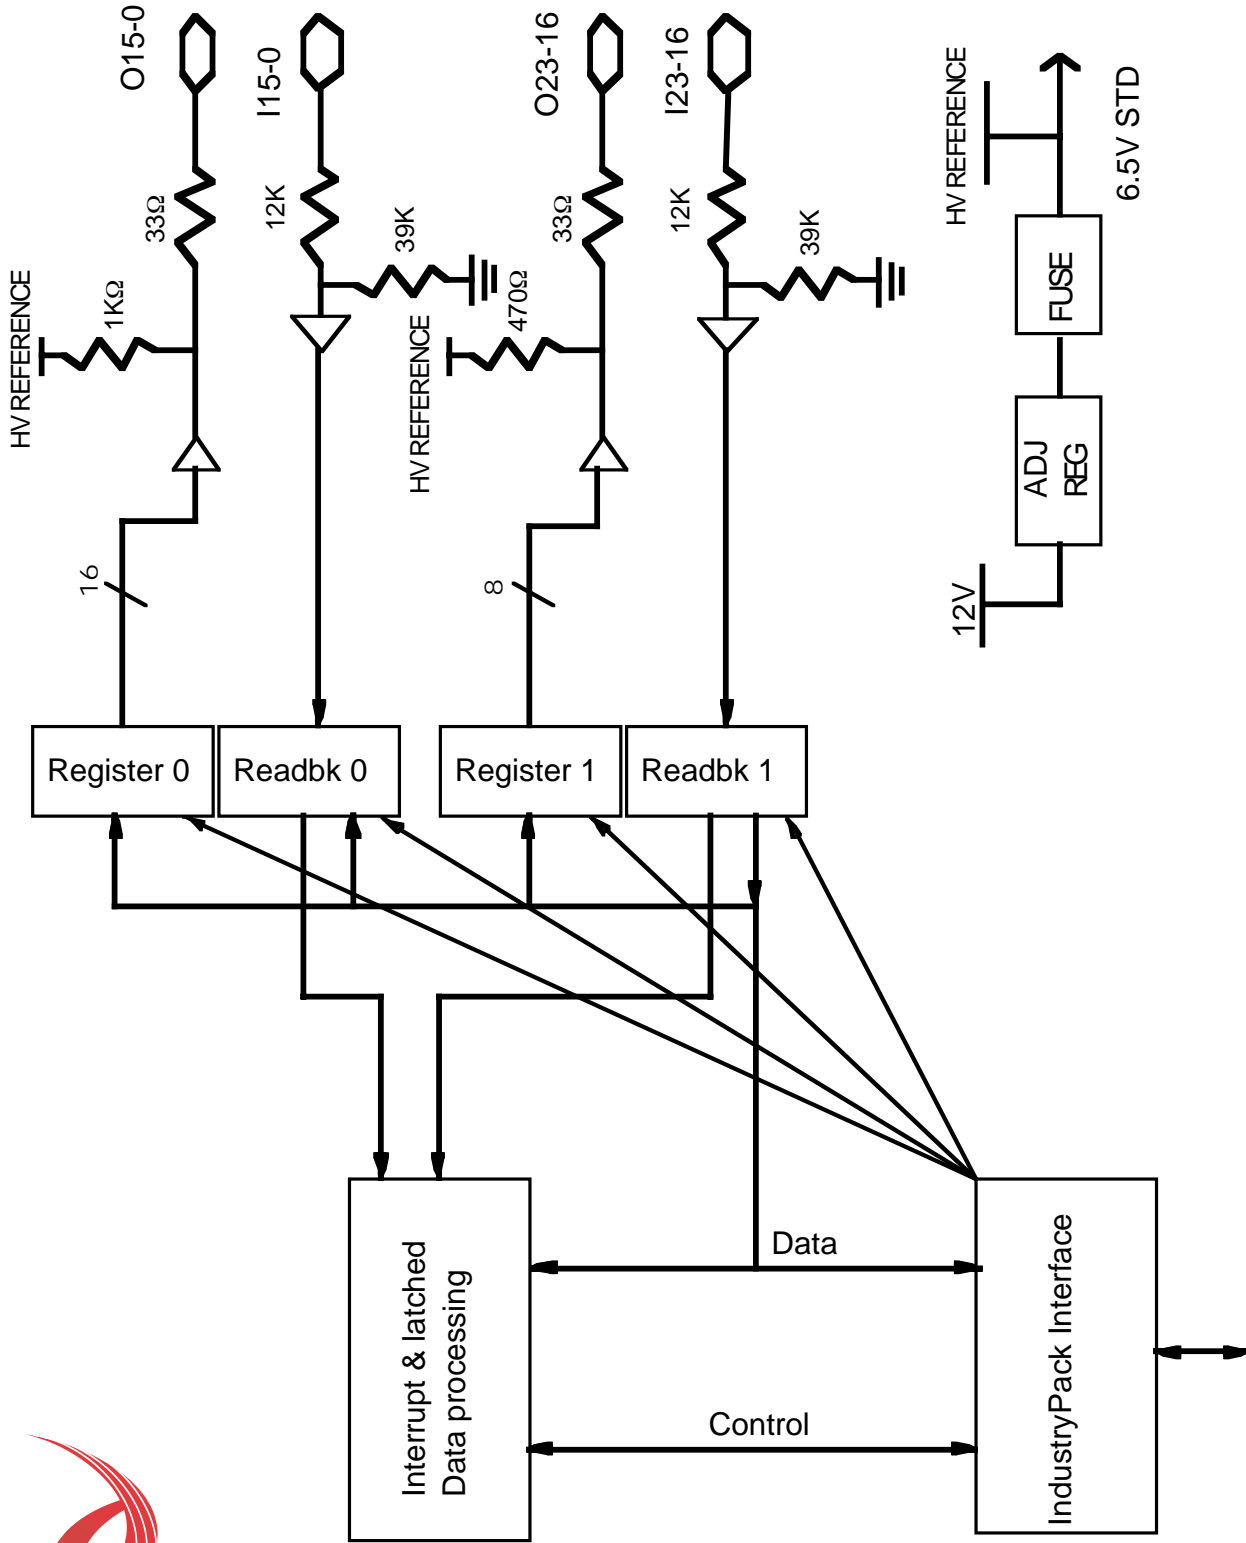 O15-0
I15-0
O23-16
I23-16
HV REFERENCE
6.5V STD
33Ω
12K
33Ω
12K
1KΩ
39K
470Ω
39K
HV REFERENCE
HV REFERENCE
FUSE
ADJ
REG
16
8
12V
Register 0
Readbk 0
Register 1
Readbk 1
Data
Control
Interrupt & latched
Data processing
IndustryPack Interface